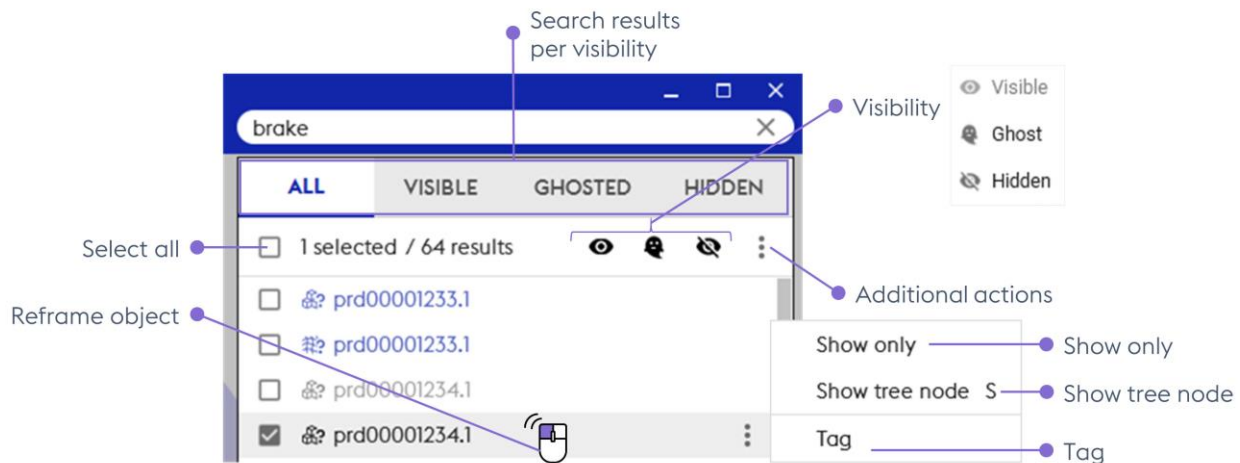 Search results
per visibility
brake
Visibility
Visible
Ghost
Hidden
ALL VISIBLE GHOSTED HIDDEN
Select all
1 selected / 64 results
prd00001233.1
Additional actions
Reframe object
prd00001233.1
Show only
Show only
prd00001234.1
Show tree node S
Show tree node
prd00001234.1
Tag
Tag